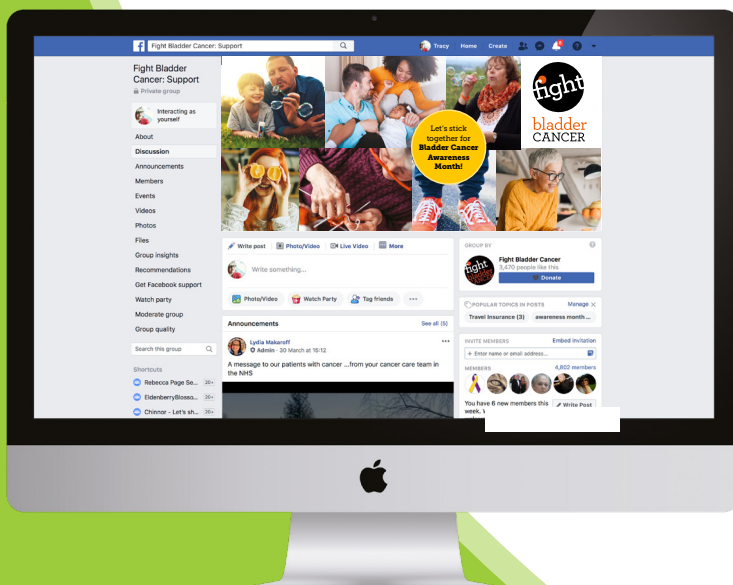 Fight Bladder Cancer: Support
Tracy Home Create
Fight Bladder
Cancer: Support
Private group
Interacting as
yourself
About
Discussion
Announcements
Members
Events
Videos
Photos
Files
Group insights
Recommendations
Get Facebook support
Watch party
Moderate group
Group quality
Search this group
Shortcuts
Rebecca Page Se... 20+
EldenberryBlosso... 20+
Chinnor - Let's sh... 20+
Let's stick
together for
Bladder Cancer
Awareness
Month!
fight
bladder
CANCER
Write post Photo/Video Live Video More
Write something...
Photo/Video Watch Party Tag friends ...
Announcements See all (5)
Lydia Makaroff ...
Admin · 30 March at 15:12
A message to our patients with cancer ...from your cancer care team in
the NHS
GROUP BY
fight
bladder
CANCER
Fight Bladder Cancer
3,470 people like this
Donate
POPULAR TOPICS IN POSTS Manage
Travel Insurance (3) awareness month ...
INVITE MEMBERS Embed invitation
+ Enter name or email address...
MEMBERS 4,802 members
You have 6 new members this
week.
Write Post